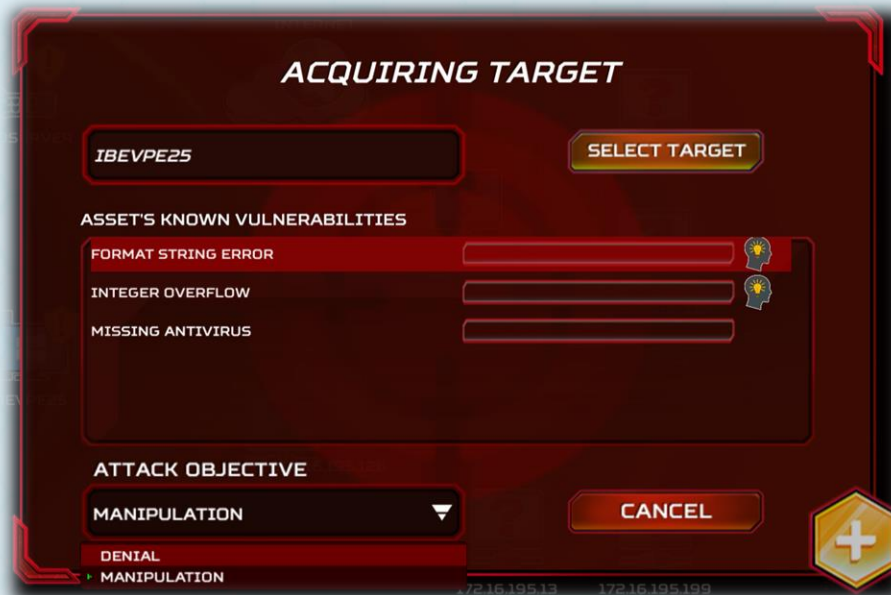 ACQUIRING TARGET
IBEVPE25
SELECT TARGET
ASSET'S KNOWN VULNERABILITIES
FORMAT STRING ERROR
INTEGER OVERFLOW
MISSING ANTIVIRUS
ATTACK OBJECTIVE
MANIPULATION
CANCEL
DENIAL
MANIPULATION
172.16.195.13 172.16.195.199